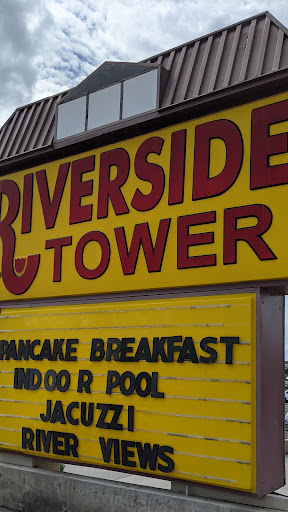 RIVERSIDE
TOWER
PANCAKE BREAKFAST
INDOOR POOL
JACUZZI
RIVER VIEWS